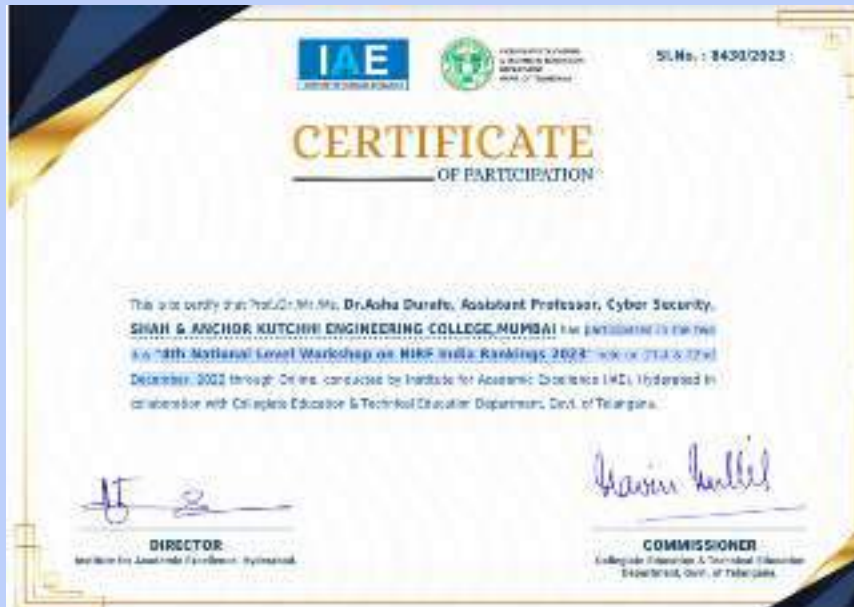 IAE
Sl.No. : 8430/2023
CERTIFICATE
OF PARTICIPATION
This is to certify that Prof./Dr./Mr./Ms. Dr.Asha Durafe, Assistant Professor, Cyber Security,
SHAH & ANCHOR KUTCHHI ENGINEERING COLLEGE,MUMBAI has participated in the two
"4th National Level Workshop on NIRF India Rankings 2023" held on 21st & 22nd
December, 2022 through Online, conducted by Institute for Academic Excellence (IAE), Hyderabad in
collaboration with Collegiate Education & Technical Education Department, Govt. of Telangana.
DIRECTOR
Institute for Academic Excellence, Hyderabad.
COMMISSIONER
Collegiate Education & Technical Education
Department, Govt. of Telangana.